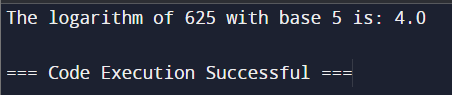 The logarithm of 625 with base 5 is: 4.0
=== Code Execution Successful ===